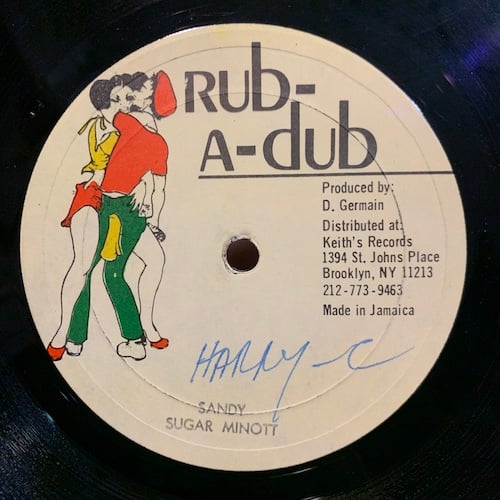 Rub-
A-dub
Produced by:
D. Germain
Distributed at:
Keith's Records
1394 St. Johns Place
Brooklyn, NY 11213
212-773-9463
Made in Jamaica
HARRY-C
SANDY
SUGAR MINOTT